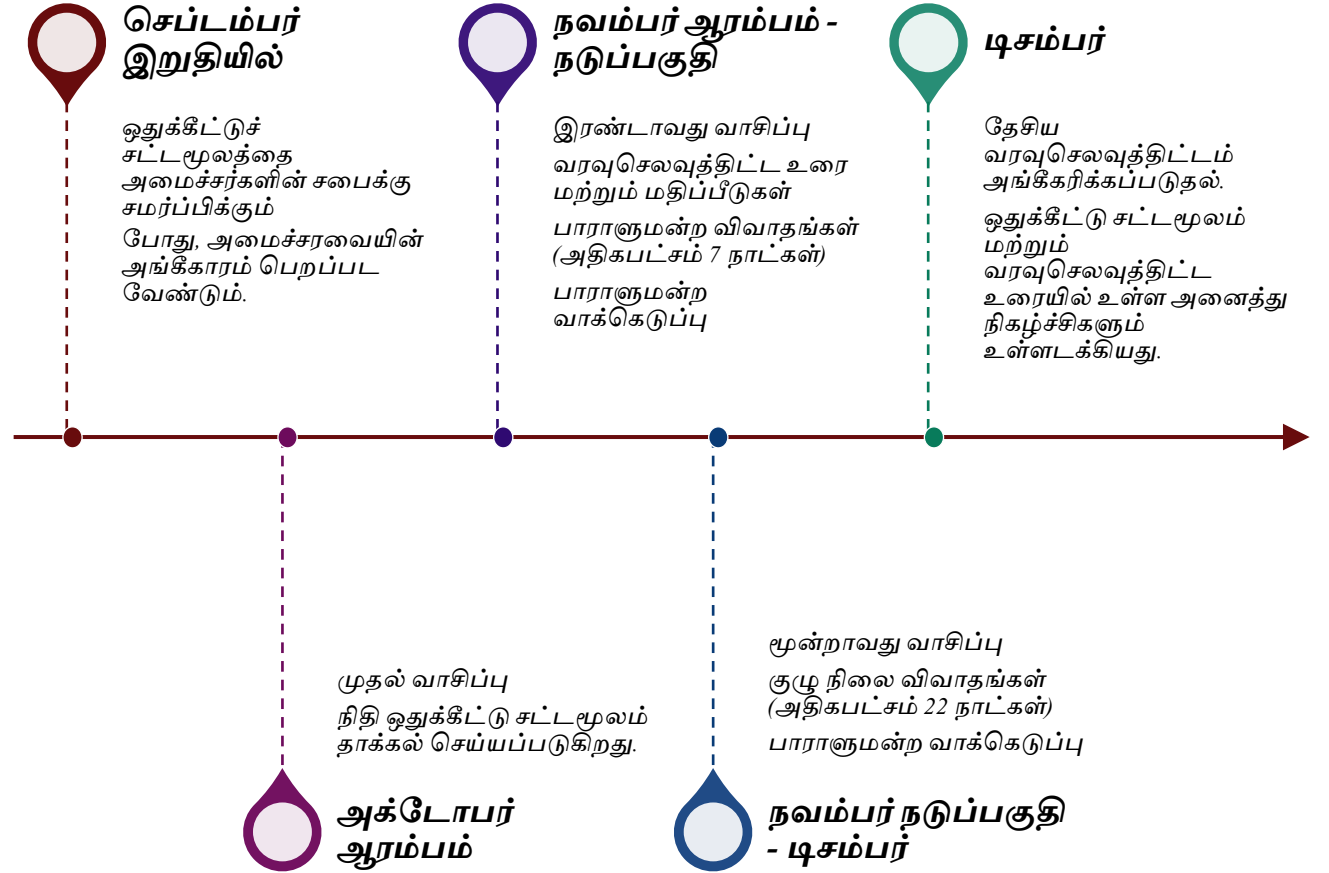 செப்டம்பர்
இறுதியில்
ஒதுக்கீட்டுச்
சட்டமூலத்தை
அமைச்சர்களின் சபைக்கு
சமர்ப்பிக்கும்
போது, அமைச்சரவையின்
அங்கீகாரம் பெறப்பட
வேண்டும்.
அக்டோபர்
ஆரம்பம்
முதல் வாசிப்பு
நிதி ஒதுக்கீட்டு சட்டமூலம்
தாக்கல் செய்யப்படுகிறது.
நவம்பர் ஆரம்பம் -
நடுப்பகுதி
இரண்டாவது வாசிப்பு
வரவுசெலவுத்திட்ட உரை
மற்றும் மதிப்பீடுகள்
பாராளுமன்ற விவாதங்கள்
(அதிகபட்சம் 7 நாட்கள்)
பாராளுமன்ற
வாக்கெடுப்பு
நவம்பர் நடுப்பகுதி
- டிசம்பர்
மூன்றாவது வாசிப்பு
குழு நிலை விவாதங்கள்
(அதிகபட்சம் 22 நாட்கள்)
பாராளுமன்ற வாக்கெடுப்பு
டிசம்பர்
தேசிய
வரவுசெலவுத்திட்டம்
அங்கீகரிக்கப்படுதல்.
ஒதுக்கீட்டு சட்டமூலம்
மற்றும்
வரவுசெலவுத்திட்ட
உரையில் உள்ள அனைத்து
நிகழ்ச்சிகளும்
உள்ளடக்கியது.